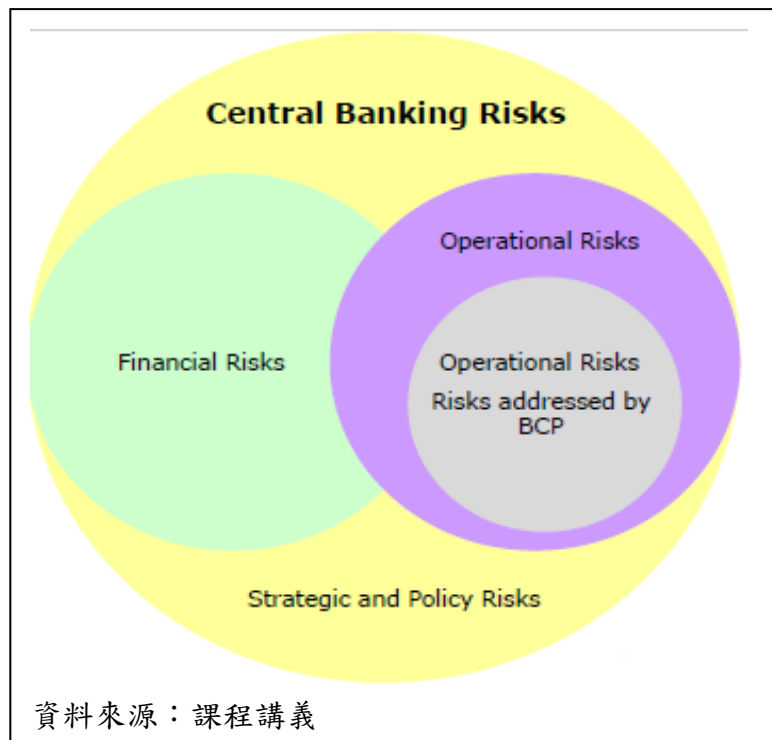 Central Banking Risks
Operational Risks
Financial Risks
Operational Risks
Risks addressed by
BCP
Strategic and Policy Risks
資料來源：課程講義